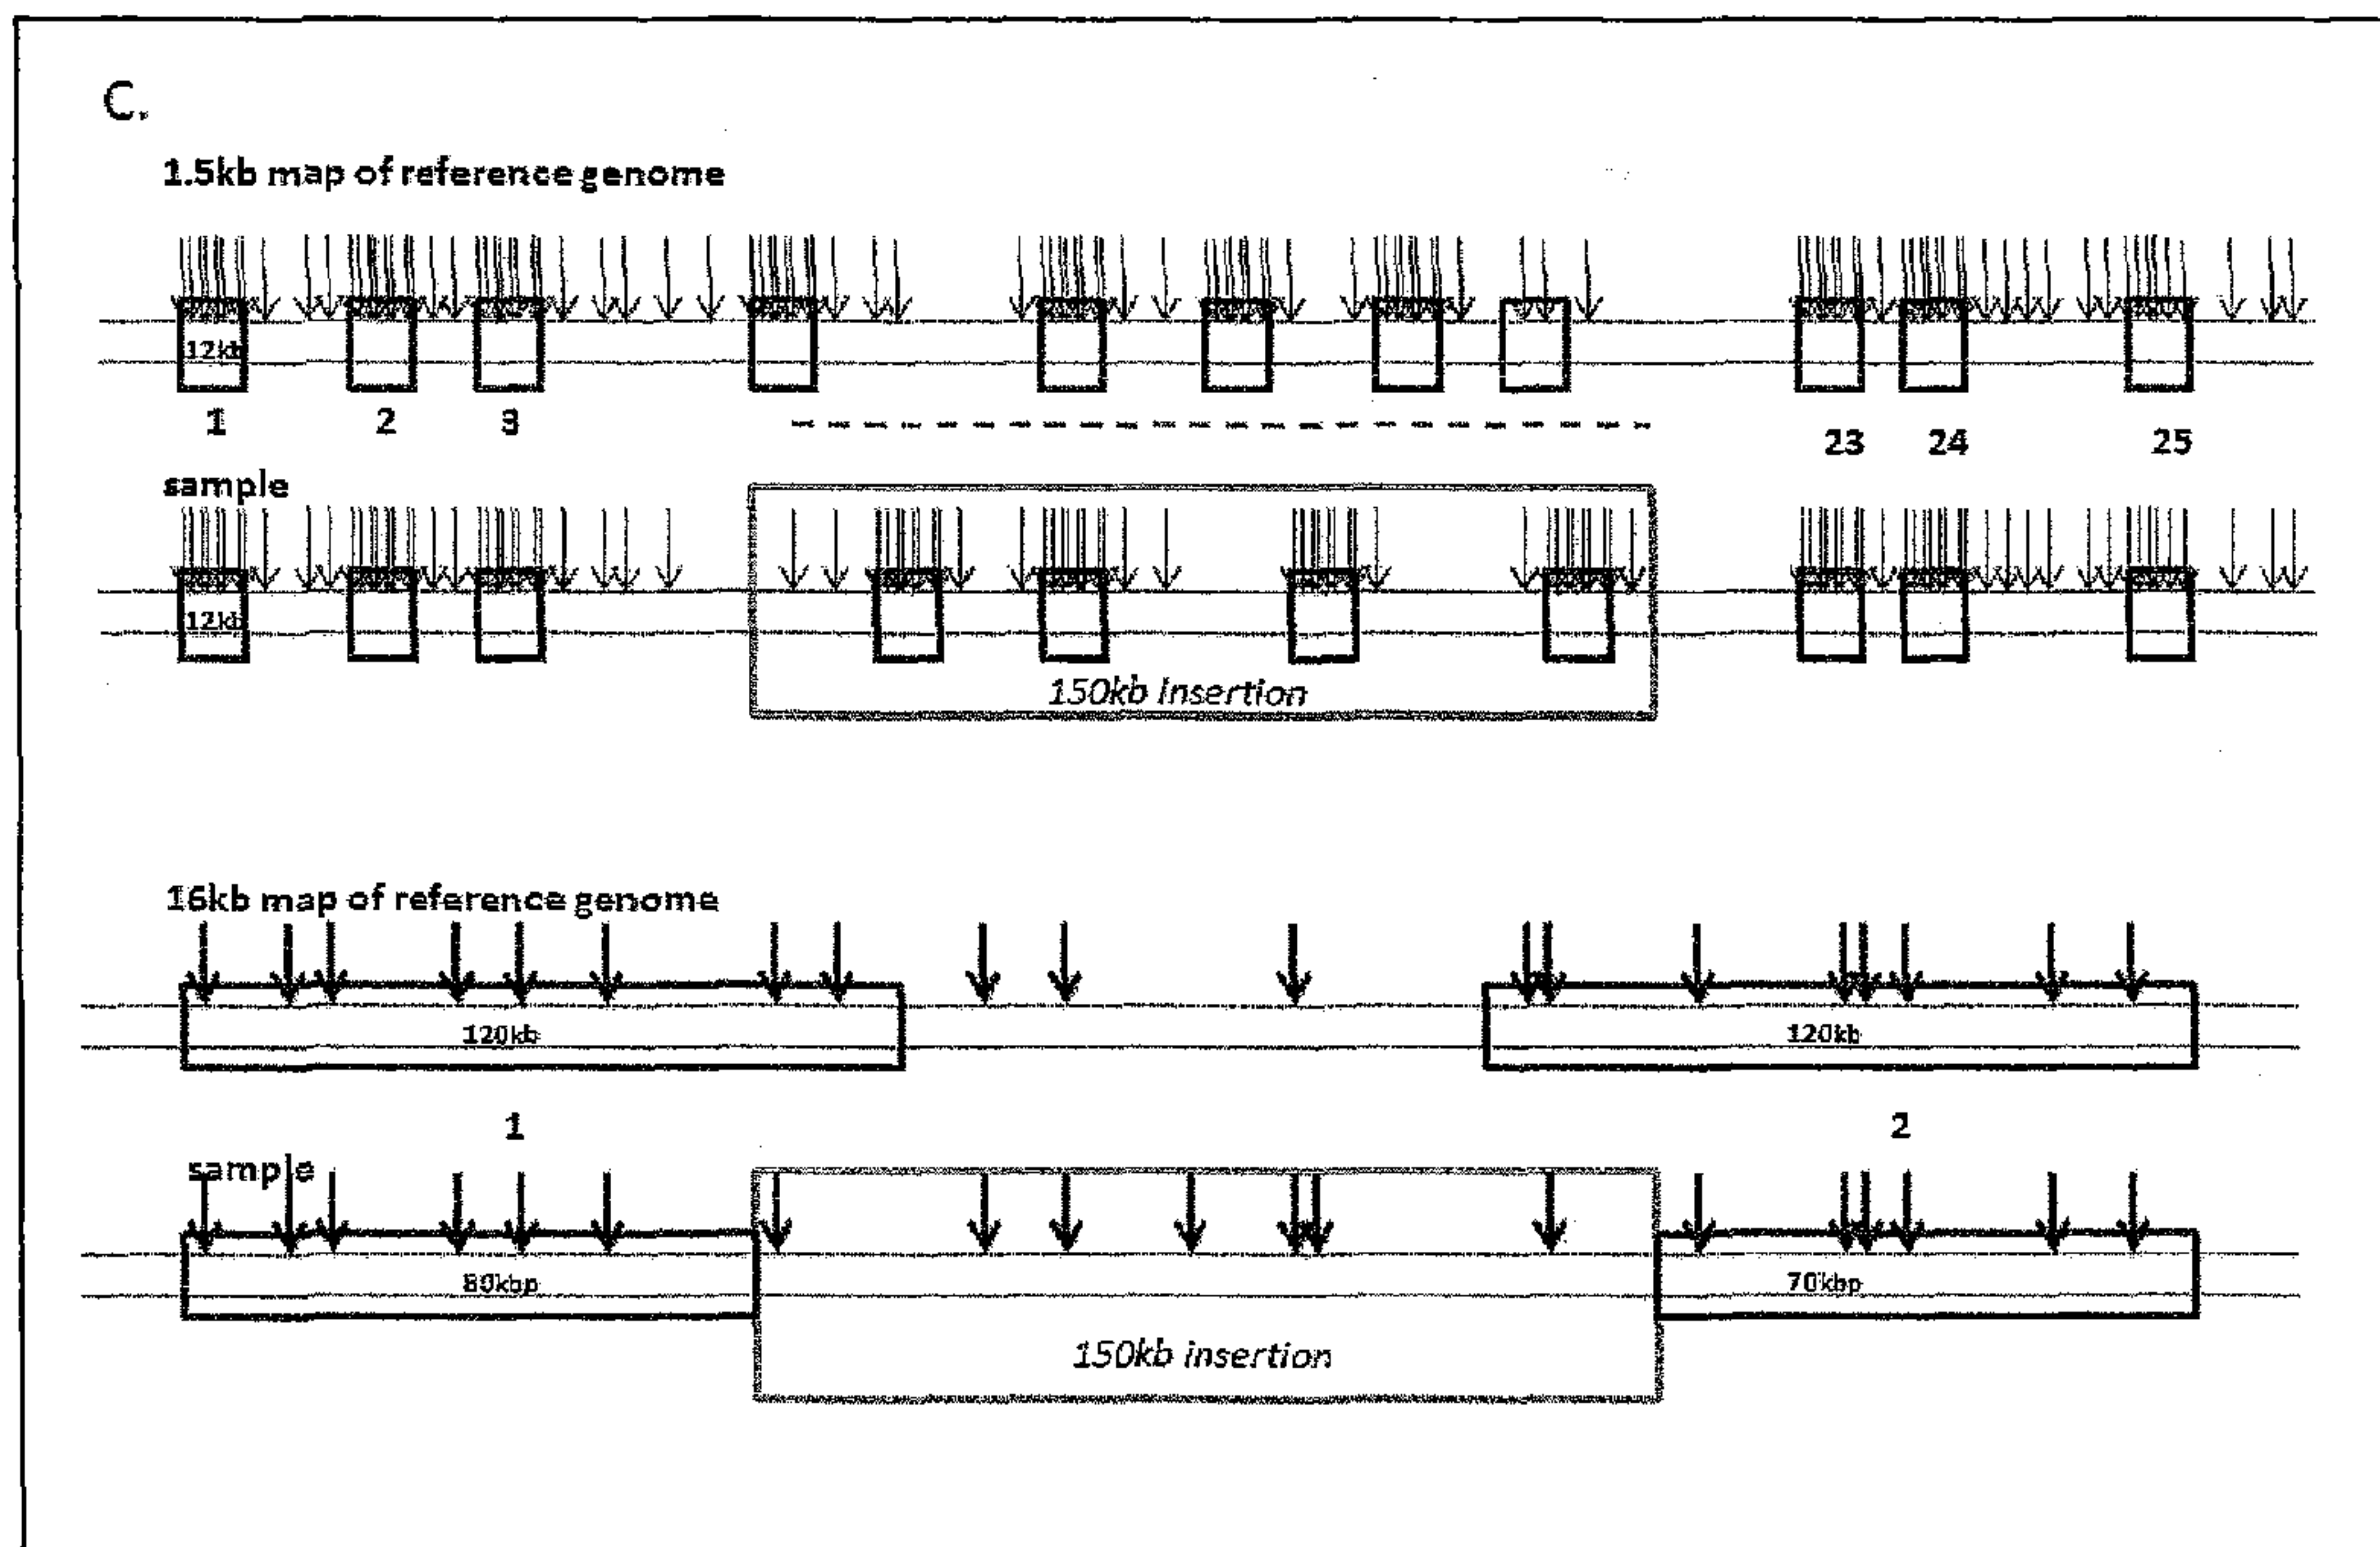 C.
1.5kb map of reference genome
12kb
1 2 3 23 24 25
sample
12kb
150kb Insertion
16kb map of reference genome
120kb 120kb
1 2
sample
80kbp 70kbp
150kb insertion